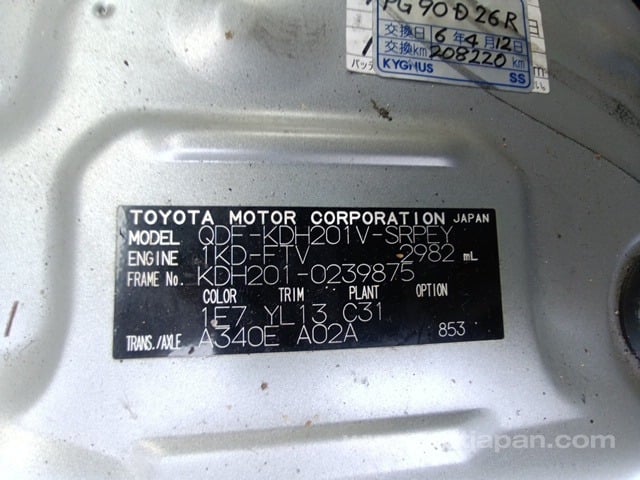 PG90D26R
交換日 6年4月12日
交換km 208220 km
KYGNUS SS
TOYOTA MOTOR CORPORATION JAPAN
MODEL QDF-KDH201V-SRPEY
ENGINE 1KD-FTV 2982 mL
FRAME No. KDH201-0239875
COLOR TRIM PLANT OPTION
1E7 YL13 C31
TRANS./AXLE A340E A02A 853